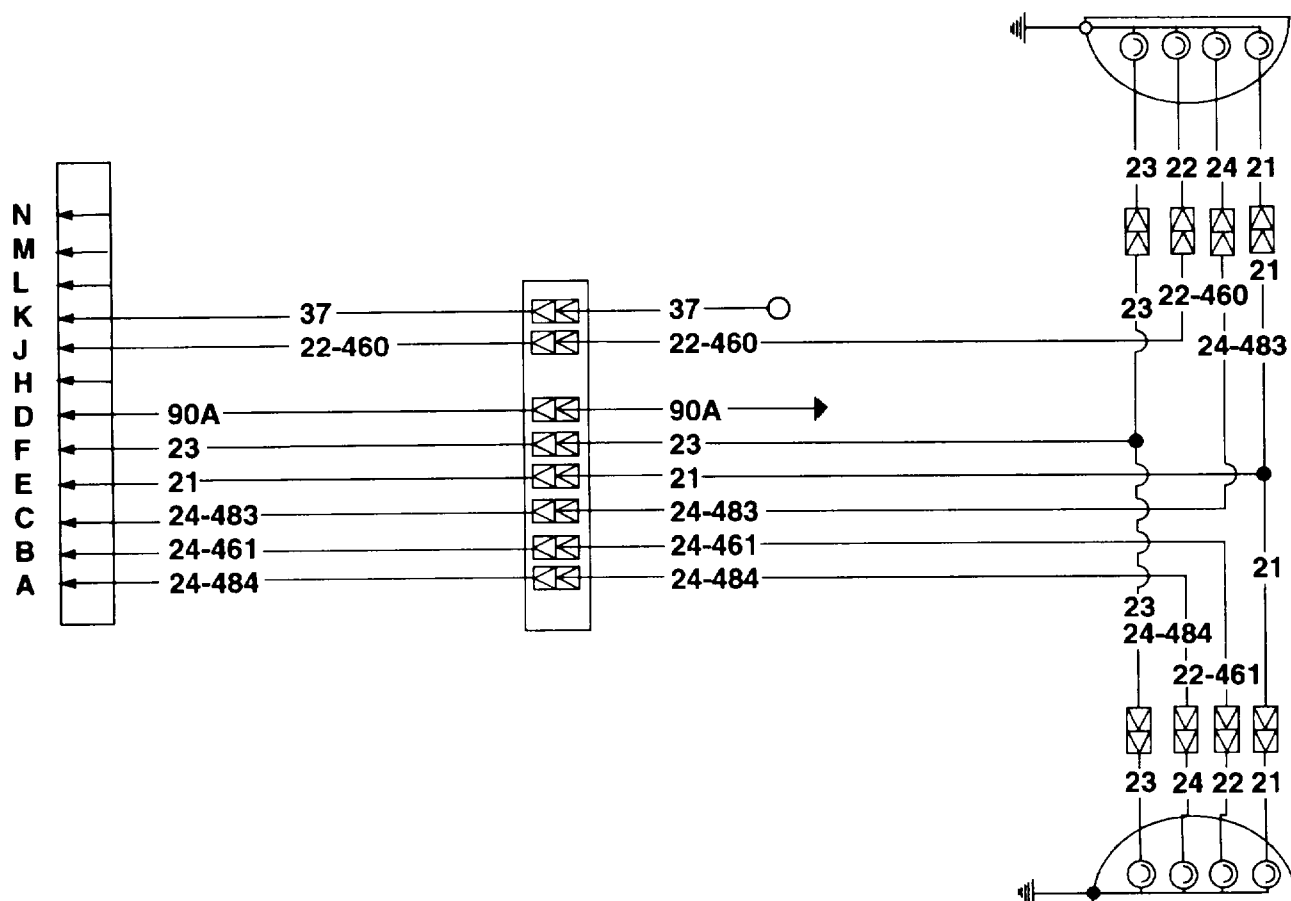 23 22 24 21
21
22-460
23
24-483
N
M
L
K 37 37
J 22-460 22-460
H
D 90A 90A
F 23 23
E 21 21
C 24-483 24-483
B 24-461 24-461
A 24-484 24-484
21
23
24-484
22-461
23 24 22 21